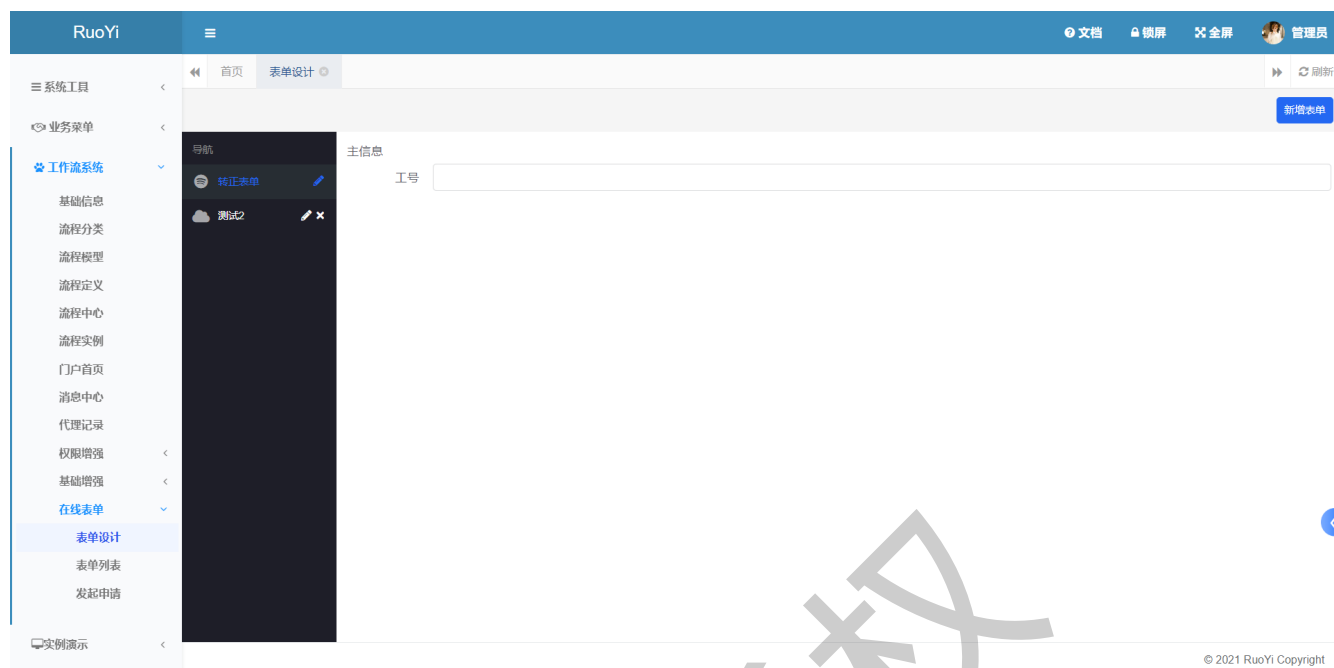 RuoYi
文档 锁屏 全屏 管理员
首页 表单设计 刷新
新增表单
系统工具
业务菜单
工作流系统
基础信息
流程分类
流程模型
流程定义
流程中心
流程实例
门户首页
消息中心
代理记录
权限增强
基础增强
在线表单
表单设计
表单列表
发起申请
实例演示
导航
转正表单
测试2
主信息
工号
权
© 2021 RuoYi Copyright